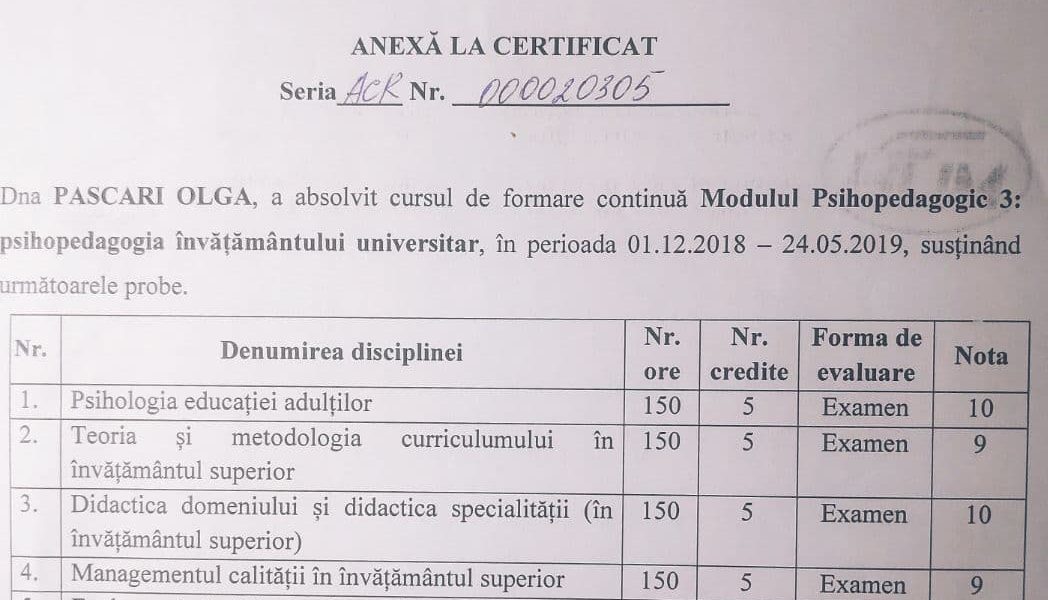 ANEXĂ LA CERTIFICAT
Seria ACR Nr. 000020305
Dna PASCARI OLGA, a absolvit cursul de formare continuă Modulul Psihopedagogic 3:
psihopedagogia învățământului universitar, în perioada 01.12.2018 – 24.05.2019, susținând
următoarele probe.
Nr. Denumirea disciplinei Nr. ore Nr. credite Forma de evaluare Nota
1. Psihologia educației adulților 150 5 Examen 10
2. Teoria și metodologia curriculumului în 150 5 Examen 9
învățământul superior
3. Didactica domeniului și didactica specialității (în 150 5 Examen 10
învățământul superior)
4. Managementul calității în învățământul superior 150 5 Examen 9